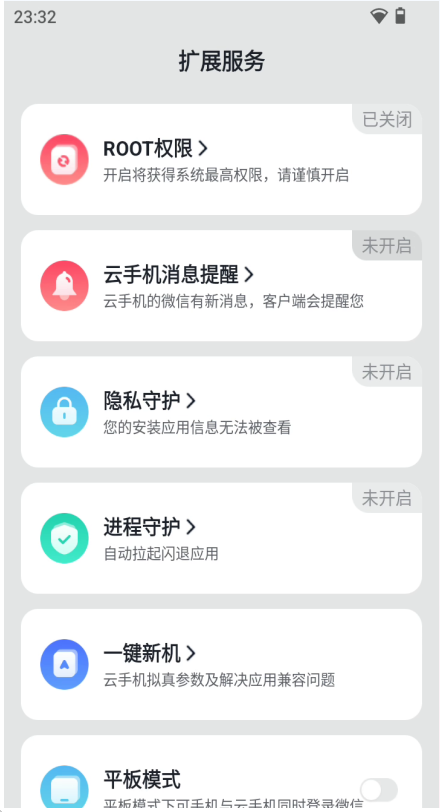 23:32
扩展服务
已关闭
ROOT权限
开启将获得系统最高权限，请谨慎开启
未开启
云手机消息提醒
云手机的微信有新消息，客户端会提醒您
未开启
隐私守护
您的安装应用信息无法被查看
未开启
进程守护
自动拉起闪退应用
一键新机
云手机拟真参数及解决应用兼容问题
平板模式
平板模式下可手机与云手机同时登录微信